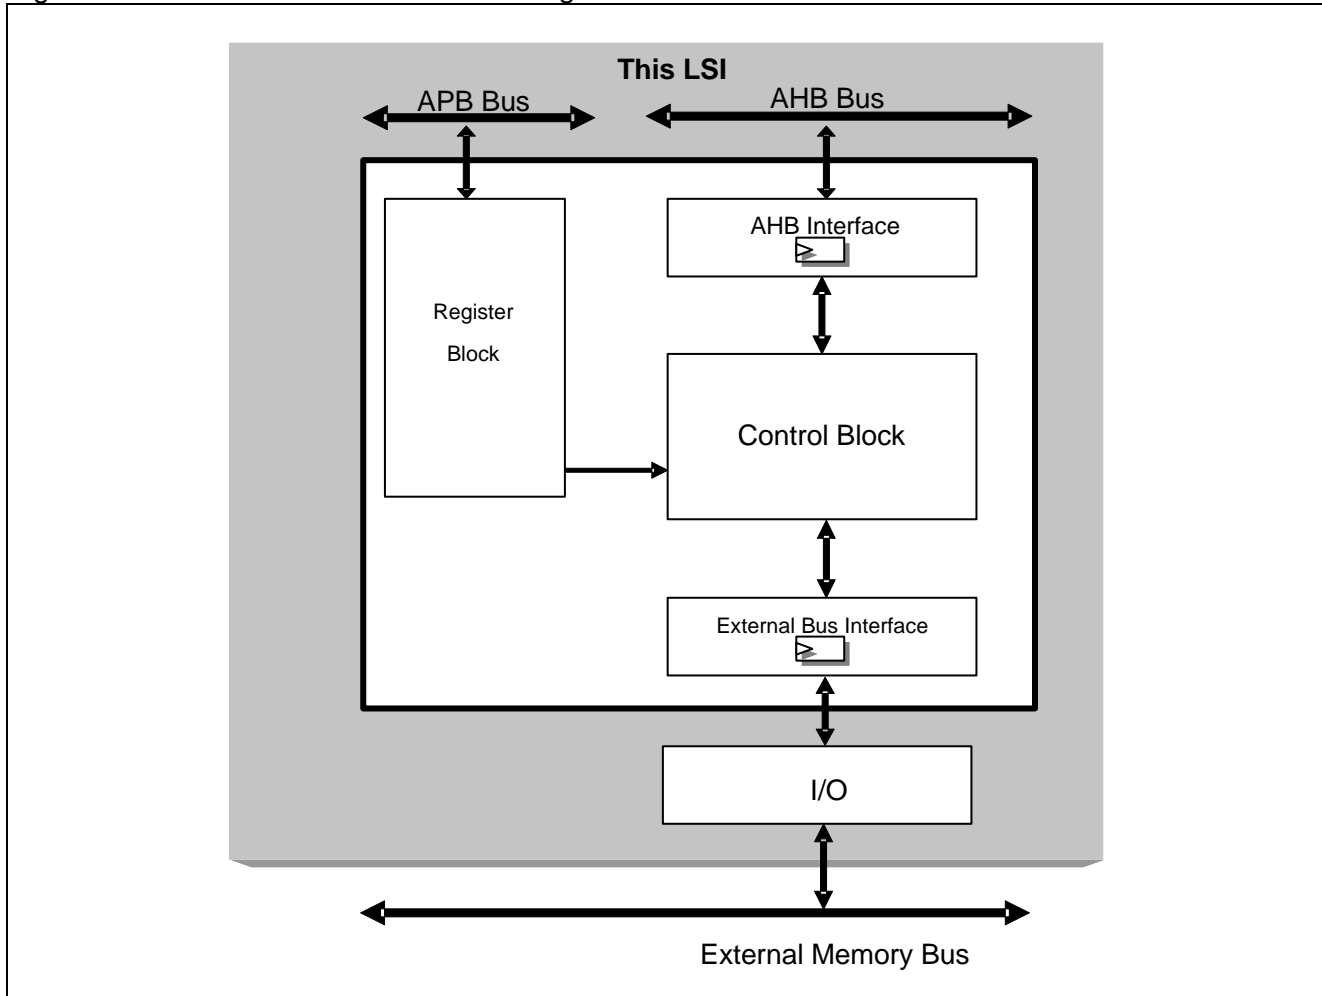 This LSI
APB Bus
AHB Bus
AHB Interface
Register
Block
Control Block
External Bus Interface
I/O
External Memory Bus